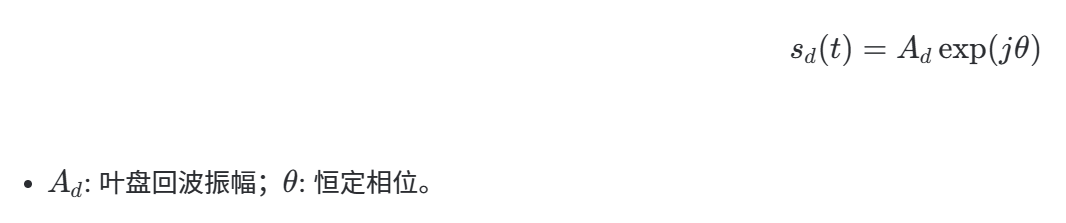 s_d(t) = A_d exp(jθ)
• A_d: 叶盘回波振幅；θ: 恒定相位。